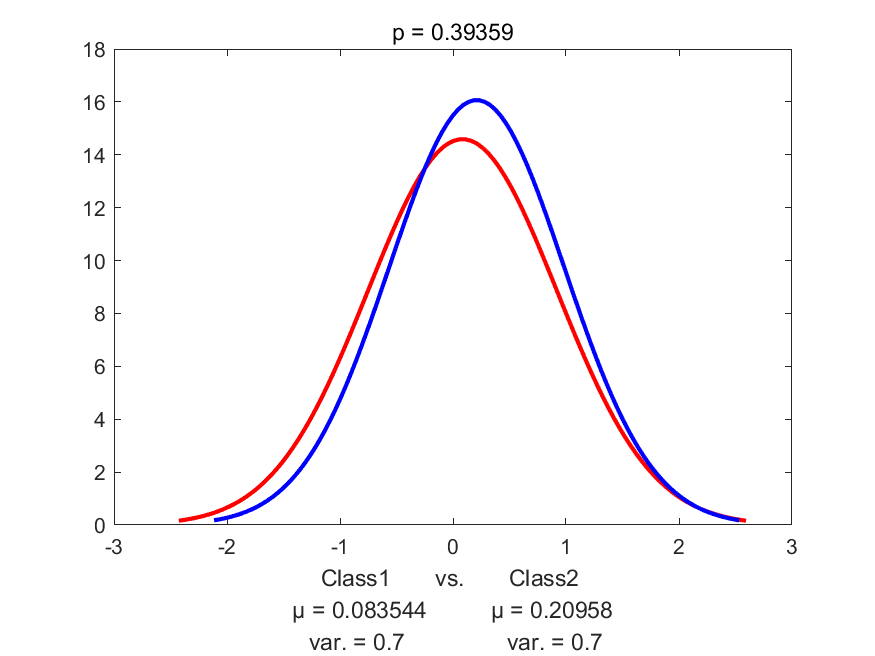 p = 0.39359
18
16
14
12
10
8
6
4
2
0
-3 -2 -1 0 1 2 3
Class1 vs. Class2
μ = 0.083544 μ = 0.20958
var. = 0.7 var. = 0.7